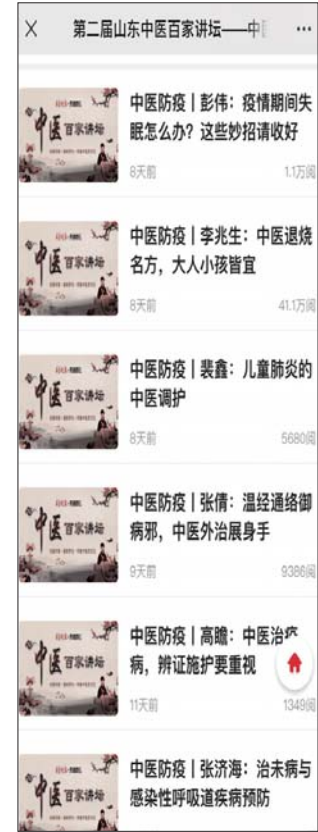 第二届山东中医百家讲坛——中
中医防疫丨彭伟：疫情期间失
眠怎么办？这些妙招请收好
8天前
1.1万阅
中医防疫丨李兆生：中医退烧
名方，大人小孩皆宜
8天前
41.1万阅
中医防疫丨裴鑫：儿童肺炎的
中医调护
8天前
5680阅
中医防疫丨张倩：温经通络御
病邪，中医外治展身手
9天前
9386阅
中医防疫丨高瞻：中医治疫
病，辨证施护要重视
11天前
1349阅
中医防疫丨张济海：治未病与
感染性呼吸道疾病预防
中医百家讲坛
中医百家讲坛
中医百家讲坛
中医百家讲坛
中医百家讲坛
中医百家讲坛